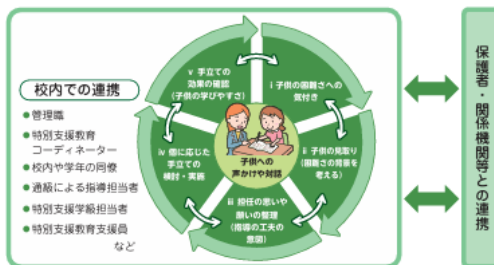 校内での連携
●管理職
●特別支援教育
コーディネーター
●校内や学年の同僚
●通級による指導担当者
●特別支援学級担当者
●特別支援教育支援員
など
ⅰ 子供の困難さへの
気付き
ⅱ 子供の見取り
(困難さの背景を
考える)
ⅲ 担任の思いや
願いの整理
(指導の工夫の
意図)
ⅳ 個に応じた
手立ての
検討・実施
ⅴ 手立ての
効果の確認
(子供の学びやすさ)
子供への
声かけや対話
保護者・関係機関等との連携